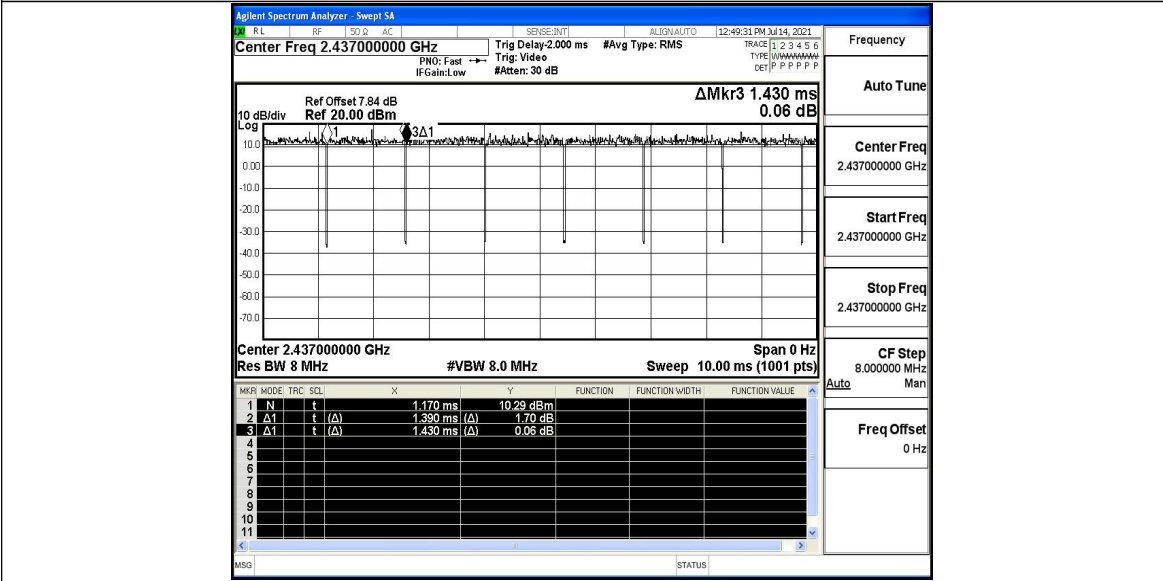 Agilent Spectrum Analyzer - Swept SA
LXI RL RF 50 Ω AC SENSE:INT ALIGNAUTO 12:49:31 PM Jul 14, 2021
Center Freq 2.437000000 GHz
PNO: Fast
IFGain:Low
Trig Delay-2.000 ms
Trig: Video
#Atten: 30 dB
#Avg Type: RMS
TRACE 1 2 3 4 5 6
TYPE WWWWWW
DET P P P P P P
Frequency
Auto Tune
Center Freq
2.437000000 GHz
Start Freq
2.437000000 GHz
Stop Freq
2.437000000 GHz
CF Step
8.000000 MHz
Auto Man
Freq Offset
0 Hz
ΔMkr3 1.430 ms
0.06 dB
Ref Offset 7.84 dB
10 dB/div Ref 20.00 dBm
Log
1
3Δ1
10.0
0.00
-10.0
-20.0
-30.0
-40.0
-50.0
-60.0
-70.0
Center 2.437000000 GHz Span 0 Hz
Res BW 8 MHz #VBW 8.0 MHz Sweep 10.00 ms (1001 pts)
MKR MODE TRC SCL X Y FUNCTION FUNCTION WIDTH FUNCTION VALUE
1 N t 1.170 ms 10.29 dBm
2 Δ1 t (Δ) 1.390 ms (Δ) 1.70 dB
3 Δ1 t (Δ) 1.430 ms (Δ) 0.06 dB
4
5
6
7
8
9
10
11
MSG STATUS